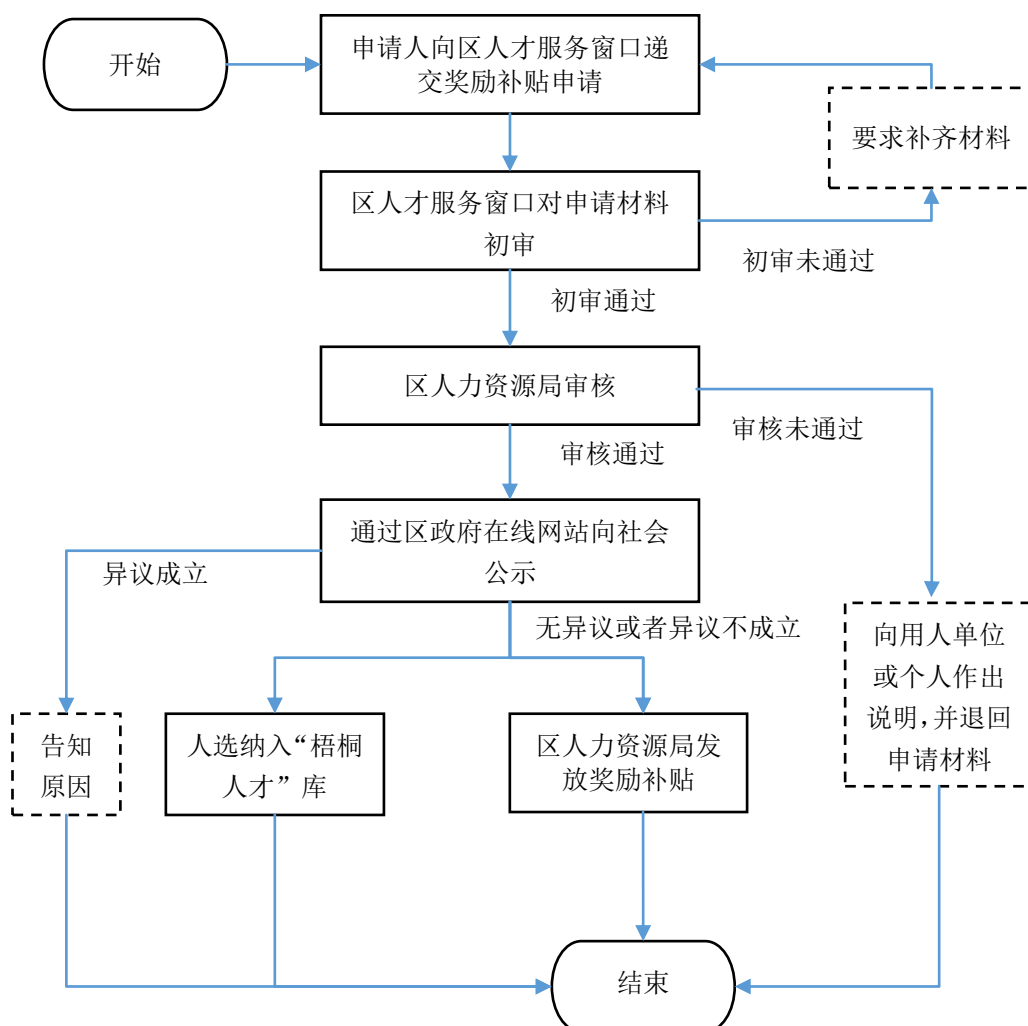 开始
申请人向区人才服务窗口递
交奖励补贴申请
要求补齐材料
区人才服务窗口对申请材料
初审
初审未通过
初审通过
区人力资源局审核
审核未通过
审核通过
通过区政府在线网站向社会
公示
异议成立
无异议或者异议不成立
向用人单位
或个人作出
说明,并退回
申请材料
告知
原因
人选纳入“梧桐
人才”库
区人力资源局发
放奖励补贴
结束